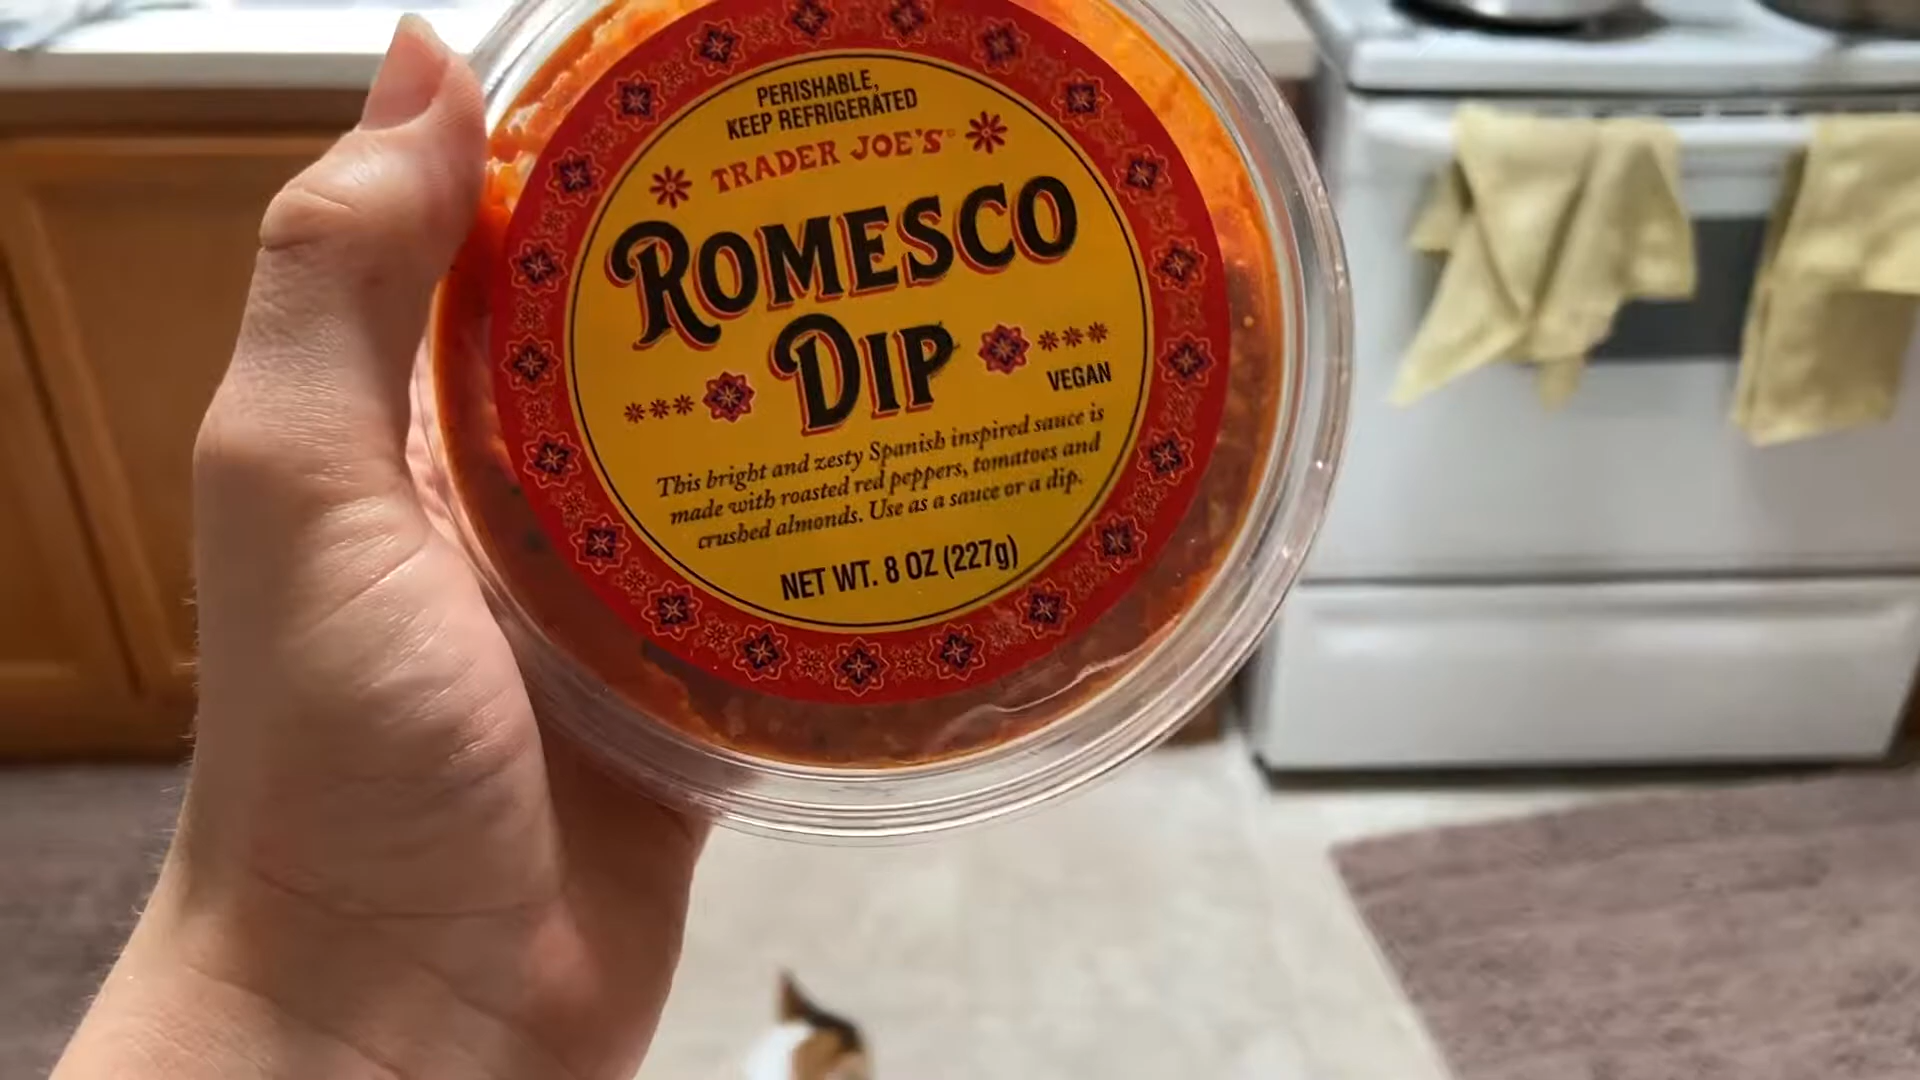 PERISHABLE,
KEEP REFRIGERATED
TRADER JOE'S®
ROMESCO
DIP
VEGAN
This bright and zesty Spanish inspired sauce is
made with roasted red peppers, tomatoes and
crushed almonds. Use as a sauce or a dip.
NET WT. 8 OZ (227g)